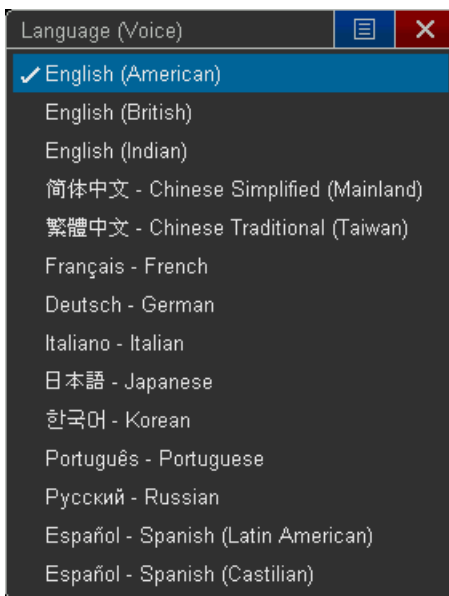 Language (Voice)
English (American)
English (British)
English (Indian)
简体中文 - Chinese Simplified (Mainland)
繁體中文 - Chinese Traditional (Taiwan)
Français - French
Deutsch - German
Italiano - Italian
日本語 - Japanese
한국어 - Korean
Português - Portuguese
Русский - Russian
Español - Spanish (Latin American)
Español - Spanish (Castilian)